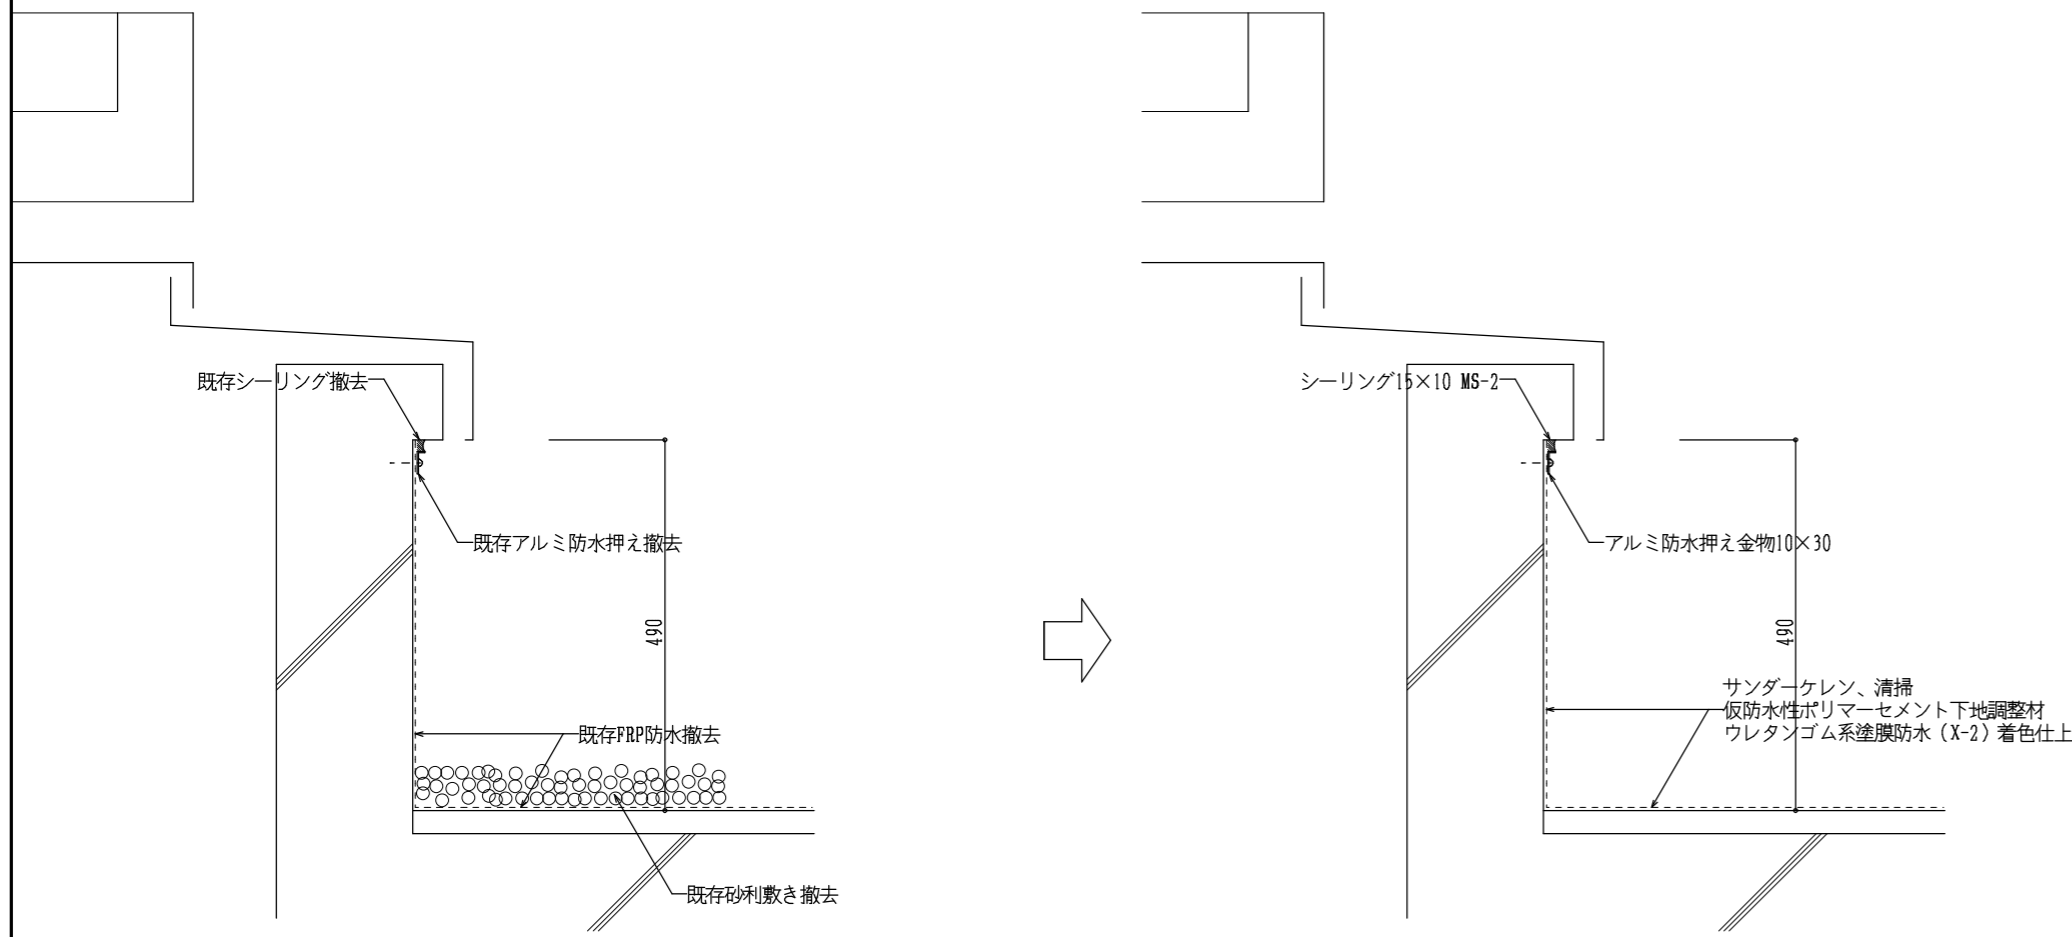 既存シーリング撤去
既存アルミ防水押え撤去
490
既存FRP防水撤去
既存砂利敷き撤去
シーリング15×10 MS-2
アルミ防水押え金物10×30
490
サンダーケレン、清掃
仮防水性ポリマーセメント下地調整材
ウレタンゴム系塗膜防水（X-2）着色仕上